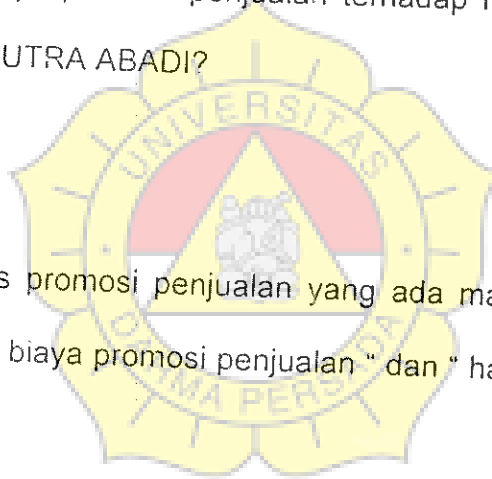 penjualan terhadap
UTRA ABADI?
UNIVERSITAS
s promosi penjualan yang ada ma
biaya promosi penjualan “ dan “ ha
DARMA PERSADA